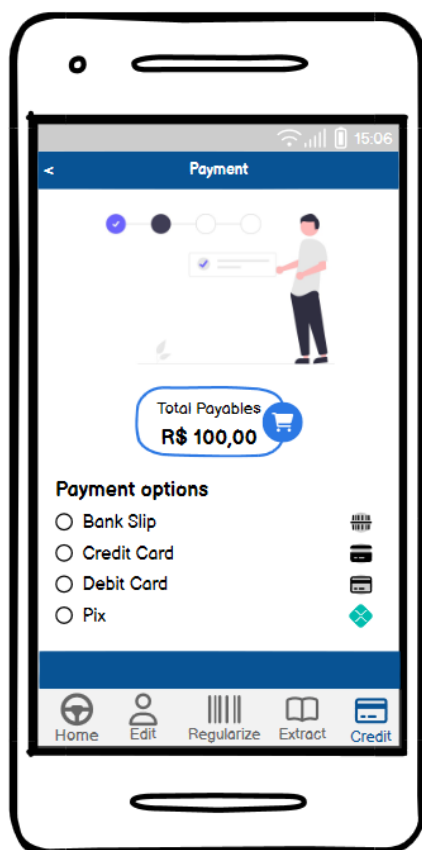 15:06
< Payment
Total Payables
R$ 100,00
Payment options
Bank Slip
Credit Card
Debit Card
Pix
Home Edit Regularize Extract Credit